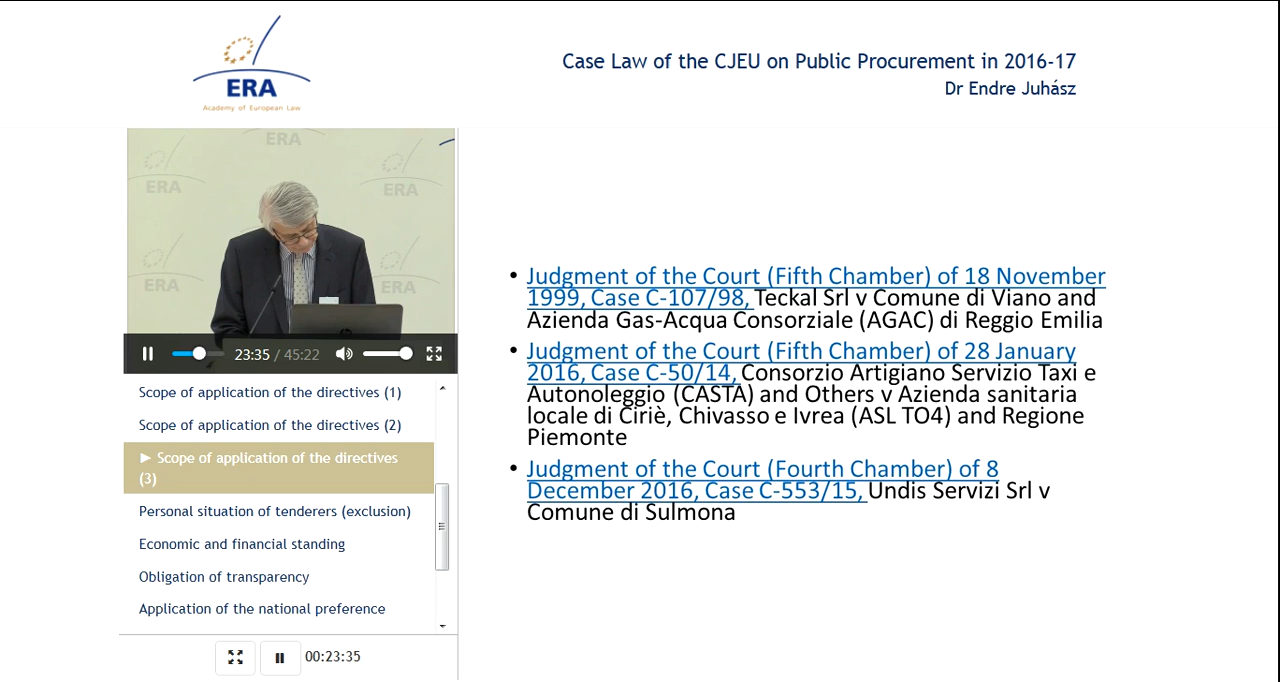 ERA
Academy of European Law
Case Law of the CJEU on Public Procurement in 2016-17
Dr Endre Juhász
ERA
ERA
ERA
ERA
ERA
23:35 / 45:22
Scope of application of the directives (1)
Scope of application of the directives (2)
► Scope of application of the directives
(3)
Personal situation of tenderers (exclusion)
Economic and financial standing
Obligation of transparency
Application of the national preference
00:23:35
• Judgment of the Court (Fifth Chamber) of 18 November
1999, Case C-107/98, Teckal Srl v Comune di Viano and
Azienda Gas-Acqua Consorziale (AGAC) di Reggio Emilia
• Judgment of the Court (Fifth Chamber) of 28 January
2016, Case C-50/14, Consorzio Artigiano Servizio Taxi e
Autonoleggio (CASTA) and Others v Azienda sanitaria
locale di Ciriè, Chivasso e Ivrea (ASL TO4) and Regione
Piemonte
• Judgment of the Court (Fourth Chamber) of 8
December 2016, Case C-553/15, Undis Servizi Srl v
Comune di Sulmona